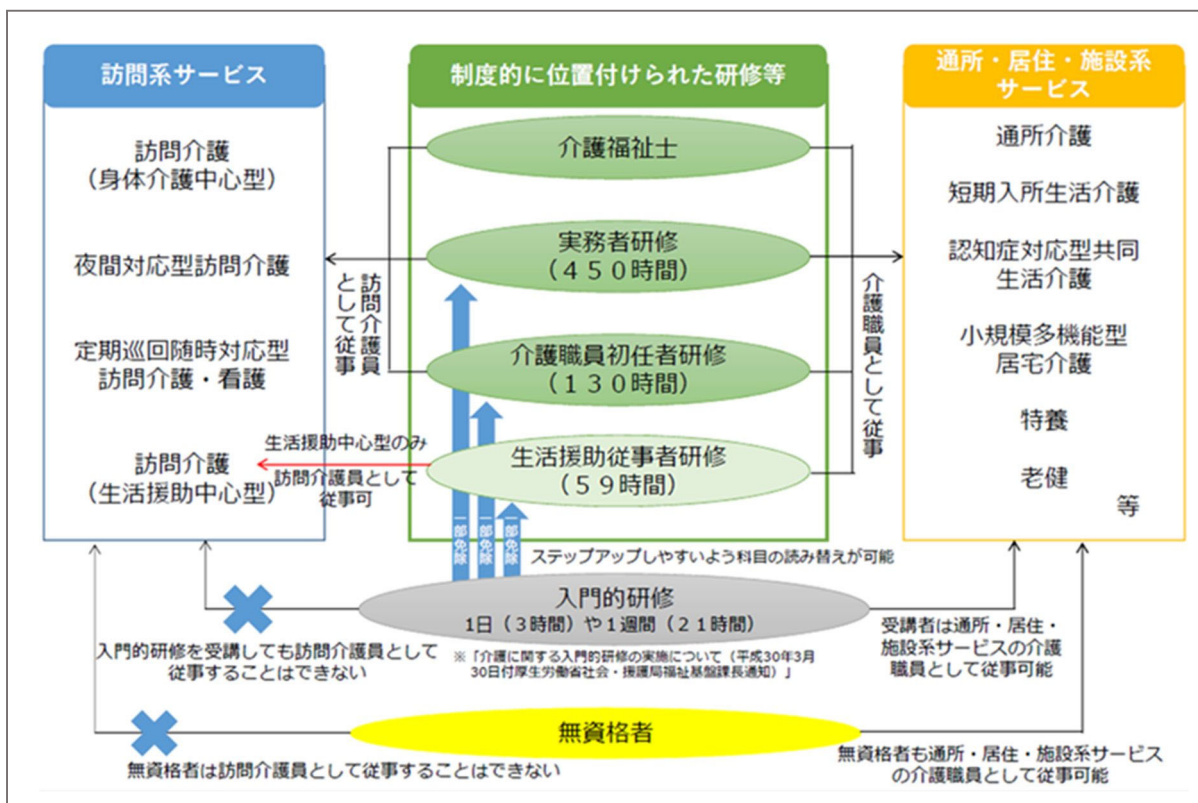 訪問系サービス
訪問介護
（身体介護中心型）
夜間対応型訪問介護
定期巡回随時対応型
訪問介護・看護
訪問介護
（生活援助中心型）
制度的に位置付けられた研修等
介護福祉士
実務者研修
（４５０時間）
介護職員初任者研修
（１３０時間）
生活援助従事者研修
（５９時間）
訪問介護員
として従事
介護職員として従事
生活援助中心型のみ
訪問介護員として
従事可
通所・居住・施設系
サービス
通所介護
短期入所生活介護
認知症対応型共同
生活介護
小規模多機能型
居宅介護
特養
老健
等
一部免除
一部免除
一部免除
ステップアップしやすいよう科目の読み替えが可能
入門的研修
1日（３時間）や１週間（２１時間）
※「介護に関する入門的研修の実施について（平成30年3月
30日付厚生労働省社会・援護局福祉基盤課長通知）」
入門的研修を受講しても訪問介護員として
従事することはできない
受講者は通所・居住・
施設系サービスの介護
職員として従事可能
無資格者
無資格者は訪問介護員として従事することはできない
無資格者も通所・居住・施設系サービス
の介護職員として従事可能